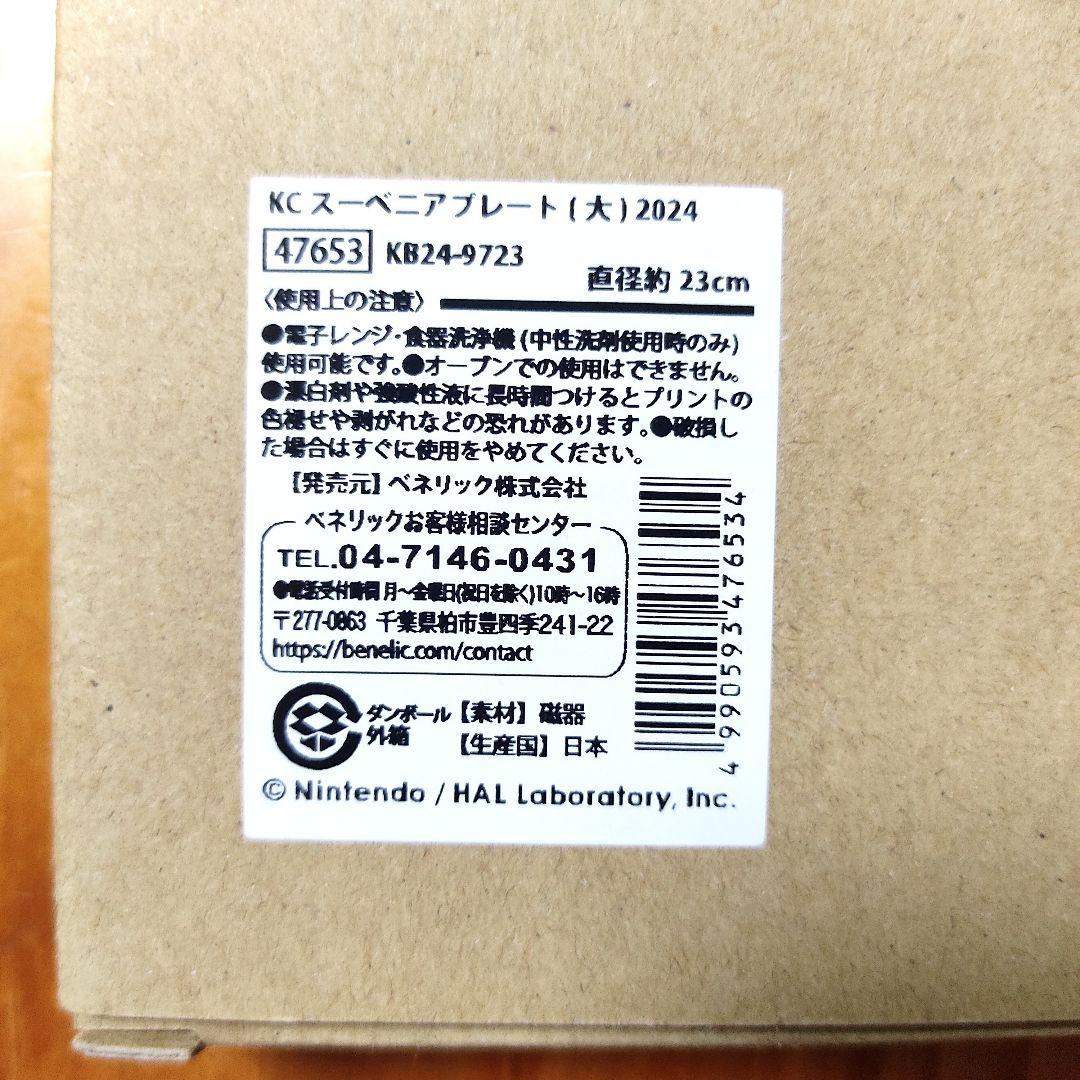 KC スーベニアプレート ( 大 ) 2024
47653 KB24-9723
直径約 23cm
〈使用上の注意〉
●電子レンジ・食器洗浄機 (中性洗剤使用時のみ)
使用可能です。●オーブンでの使用はできません。
●漂白剤や強酸性液に長時間つけるとプリントの
色褪せや剥がれなどの恐れがあります。●破損し
た場合はすぐに使用をやめてください。
【発売元】ベネリック株式会社
ベネリックお客様相談センター
TEL.04-7146-0431
●電話受付時間 月～金曜日(祝日を除く)10時～16時
〒277-0863 千葉県柏市豊四季241-22
https://benelic.com/contact
ダンボール
外箱
【素材】磁器
【生産国】日本
4 990593 476534
© Nintendo / HAL Laboratory, Inc.